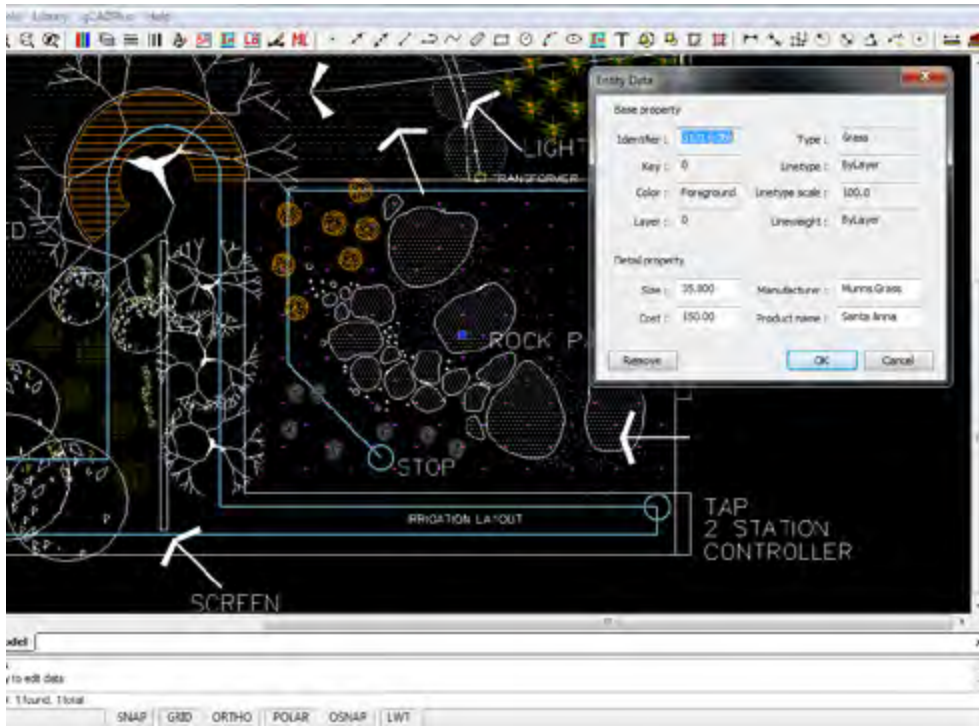 Library gCADPlus Help
Entity Data
Base property
Identifier :
Type : Grass
Key : 0
Linetype : ByLayer
Color : Foreground
Linetype scale : 100.0
Layer : 0
Lineweight : ByLayer
Detail property
Size : 35.000
Manufacturer : Munns Grass
Cost : 150.00
Product name : Santa Anna
Remove OK Cancel
LIGHT
TRANSFORMER
ROCK
STOP
IRRIGATION LAYOUT
TAP
2 STATION
CONTROLLER
SCREEN
to edit data
1 found, 1 total
SNAP GRID ORTHO POLAR OSNAP LWT